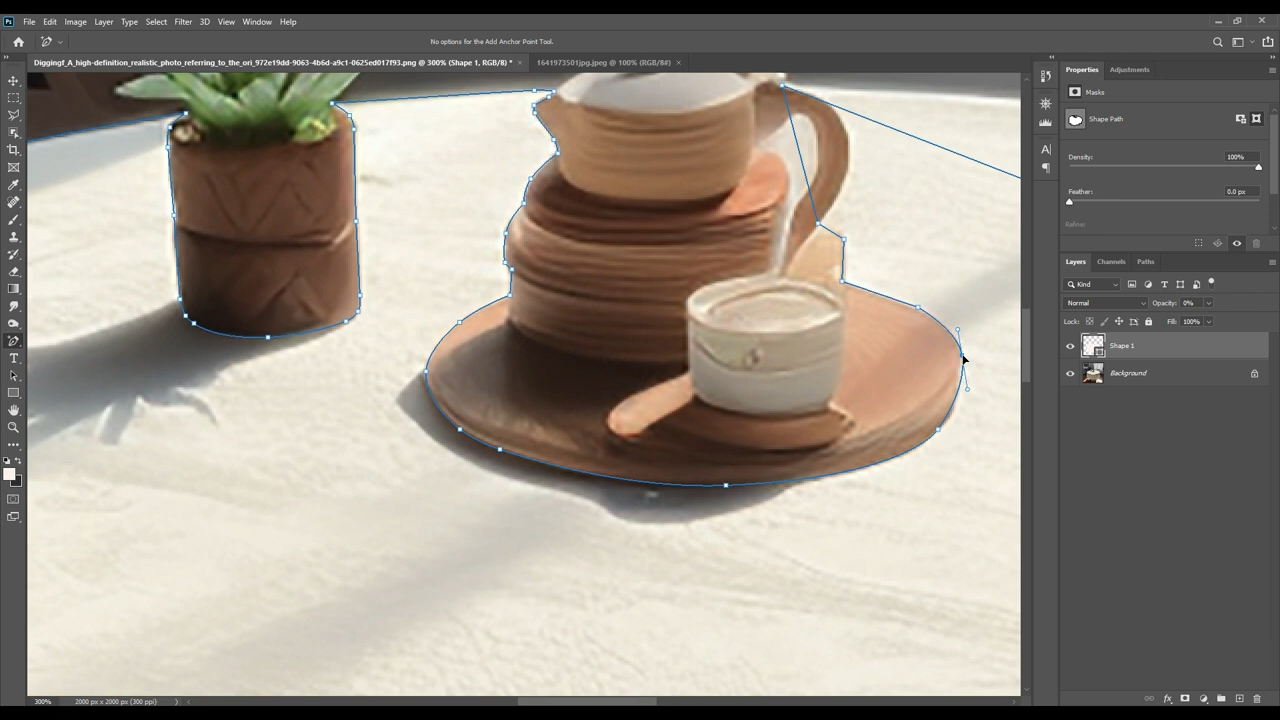 Ps File Edit Image Layer Type Select Filter 3D View Window Help
No options for the Add Anchor Point Tool.
Diggingf_A_high-definition_realistic_photo_referring_to_the_ori_972e19dd-9063-4b6d-a9c1-0625ed017f93.png @ 300% (Shape 1, RGB/8) * × 1641973501jpg.jpeg @ 100% (RGB/8#) ×
Properties Adjustments
Masks
Shape Path
Density: 100%
Feather: 0.0 px
Refine:
Layers Channels Paths
Kind
Normal Opacity: 0%
Lock: Fill: 100%
Shape 1
Background
300% 2000 px x 2000 px (300 ppi)